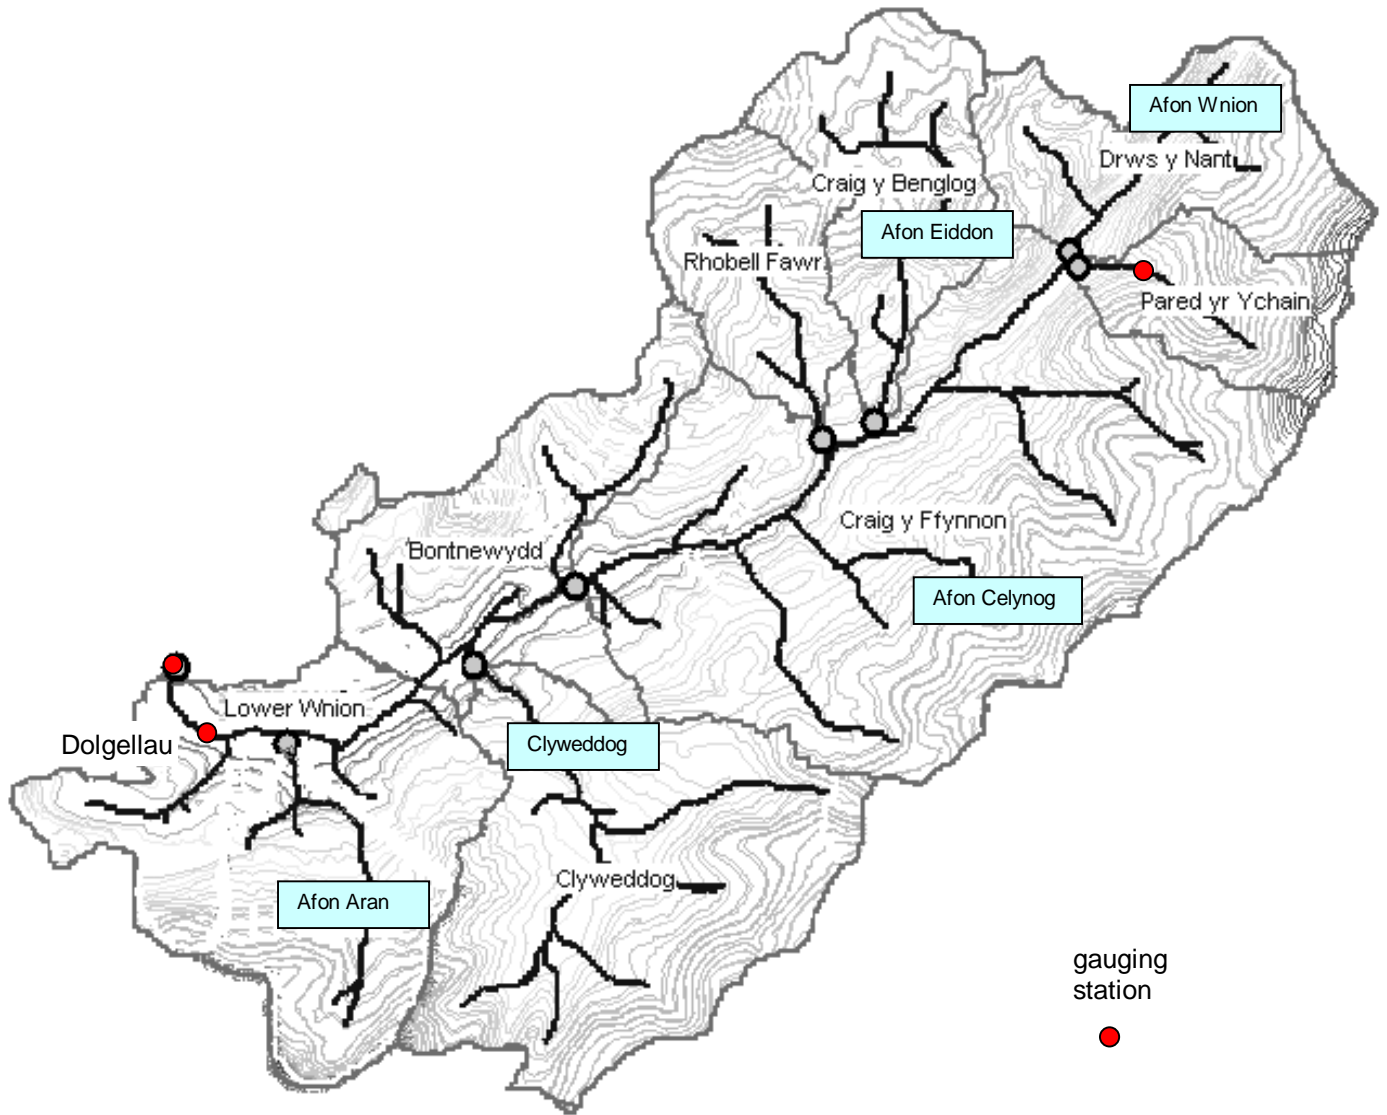 Afon Wnion
Drws y Nant
Craig y Benglog
Afon Eiddon
Rhobell Fawr
Pared yr Ychain
Craig y Ffynnon
Bontnewydd
Afon Celynog
Lower Wnion
Dolgellau
Clyweddog
Clyweddog
Afon Aran
gauging
station